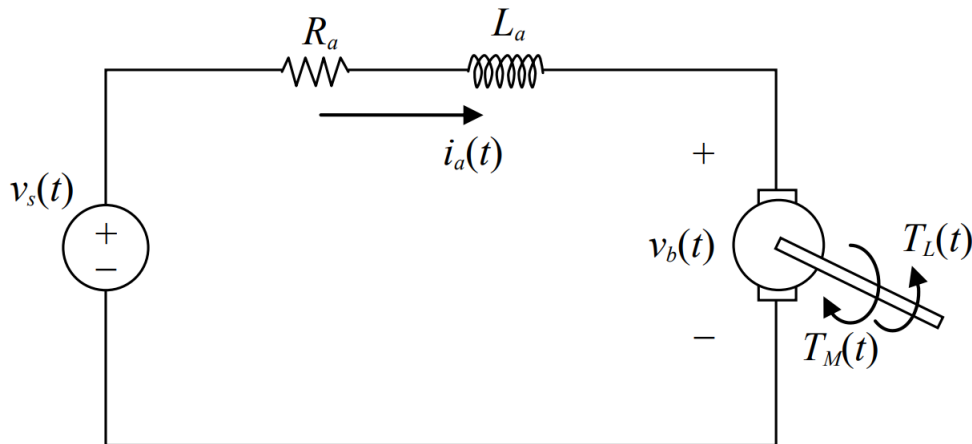 R_a
L_a
i_a(t)
v_s(t)
+
−
+
v_b(t)
−
T_L(t)
T_M(t)